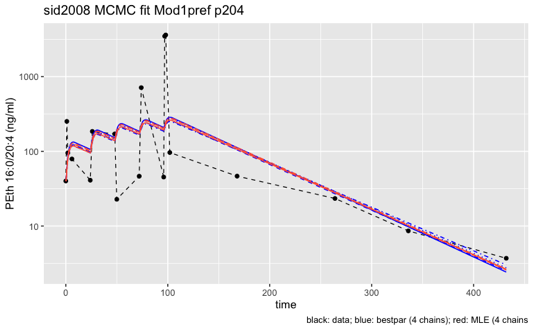 sid2008 MCMC fit Mod1pref p204
PEth 16:0/20:4 (ng/ml)
1000
100
10
0
100
200
300
400
time
black: data; blue: bestpar (4 chains); red: MLE (4 chains